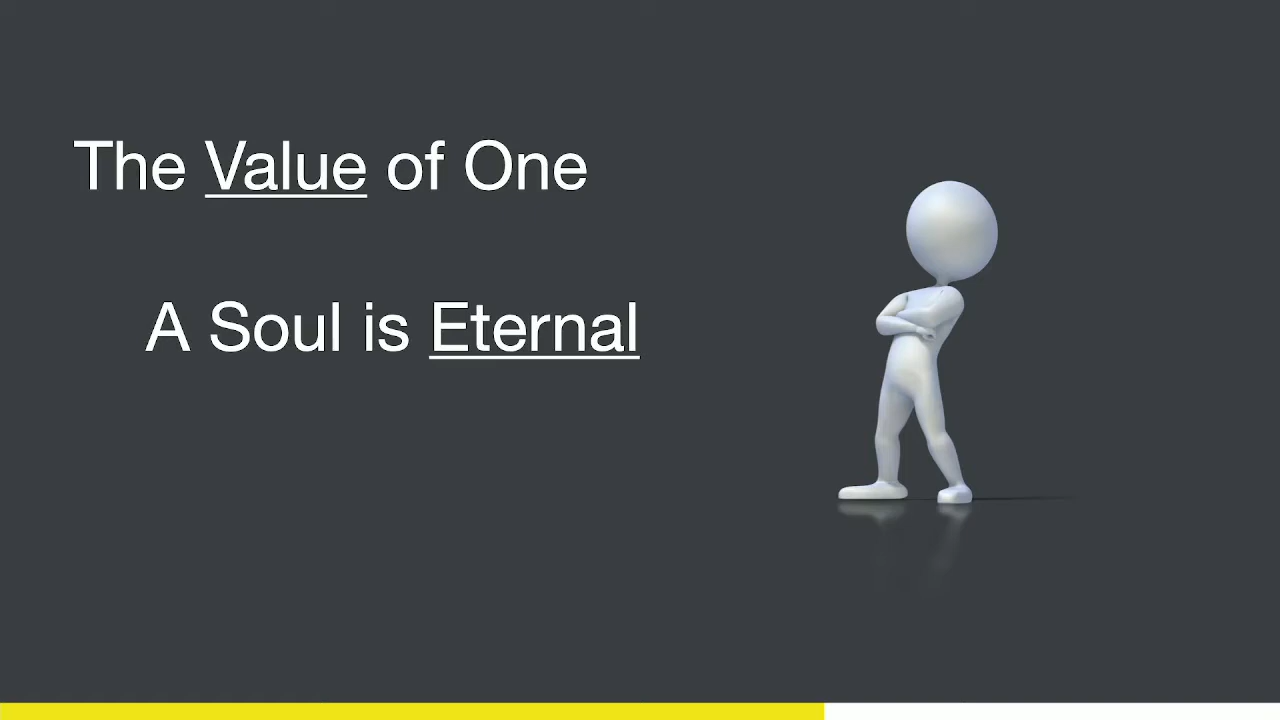 The Value of One
A Soul is Eternal